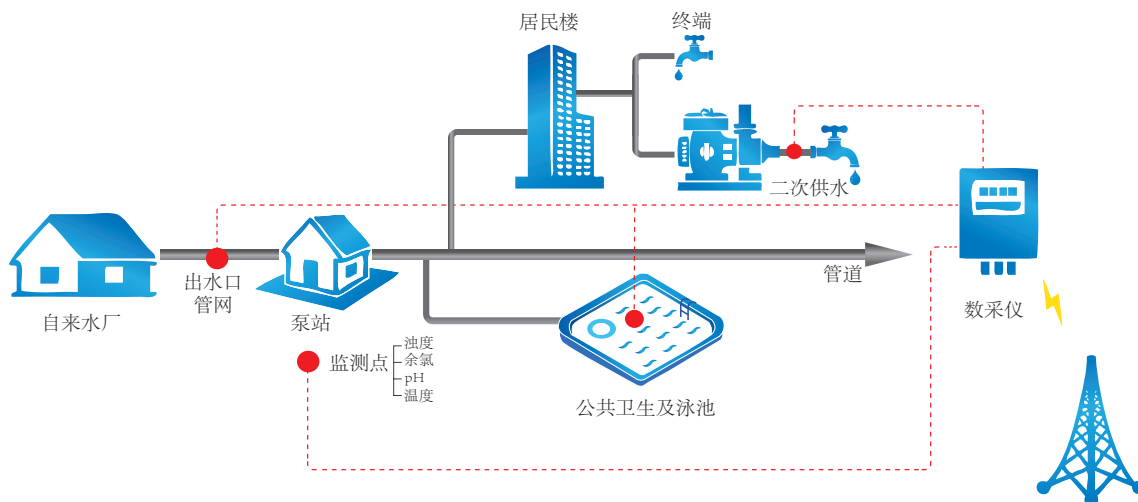 居民楼
终端
二次供水
出水口
管网
自来水厂
泵站
管道
数采仪
监测点
浊度
余氯
pH
温度
公共卫生及泳池